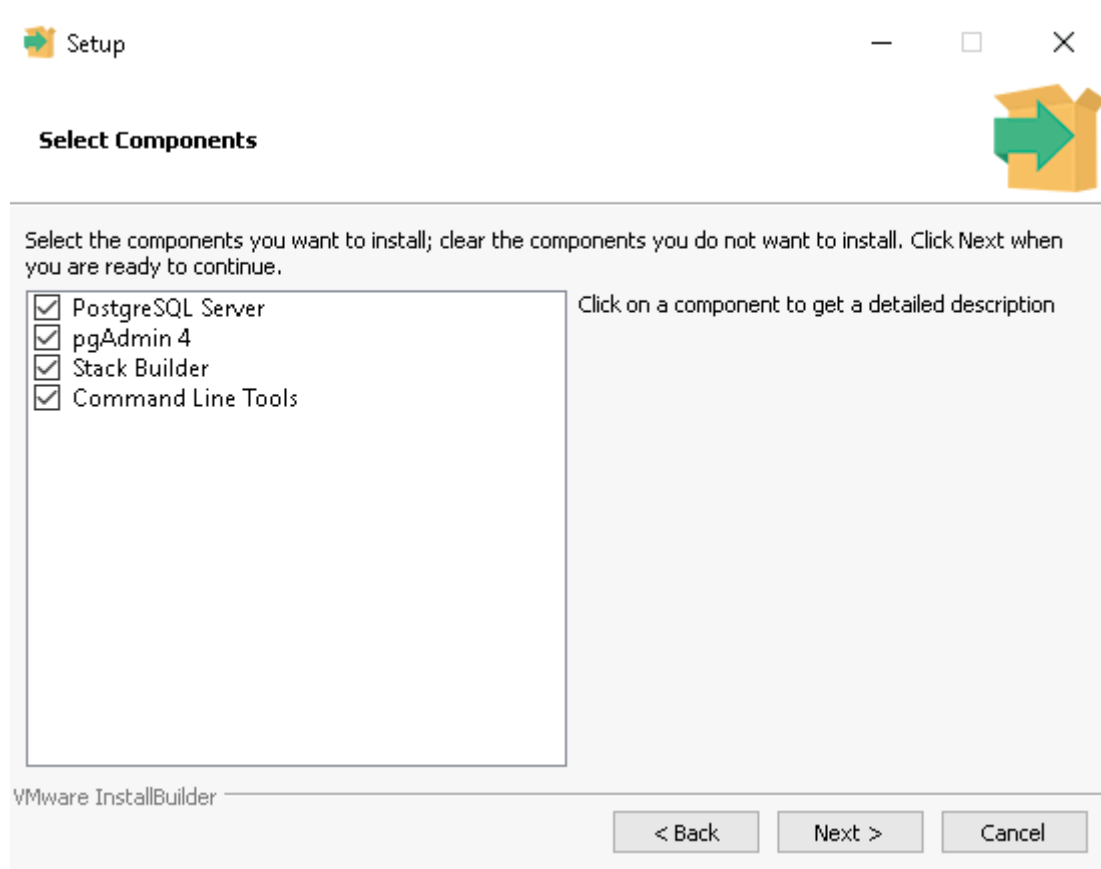 Setup
Select Components
Select the components you want to install; clear the components you do not want to install. Click Next when
you are ready to continue.
PostgreSQL Server
pgAdmin 4
Stack Builder
Command Line Tools
Click on a component to get a detailed description
VMware InstallBuilder
< Back
Next >
Cancel